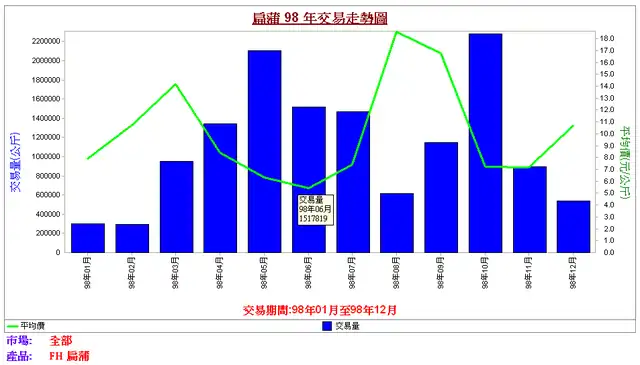 扁蒲 98 年交易走勢圖
交易量(公斤)
2200000
2000000
1800000
1600000
1400000
1200000
1000000
800000
600000
400000
200000
0
18.0
17.0
16.0
15.0
14.0
13.0
12.0
11.0
10.0
9.0
8.0
7.0
6.0
5.0
4.0
3.0
2.0
1.0
0.0
平均價(元/公斤)
交易量
98年06月
1517819
98年01月
98年02月
98年03月
98年04月
98年05月
98年06月
98年07月
98年08月
98年09月
98年10月
98年11月
98年12月
交易期間:98年01月至98年12月
平均價
交易量
市場: 全部
產品: FH 扁蒲